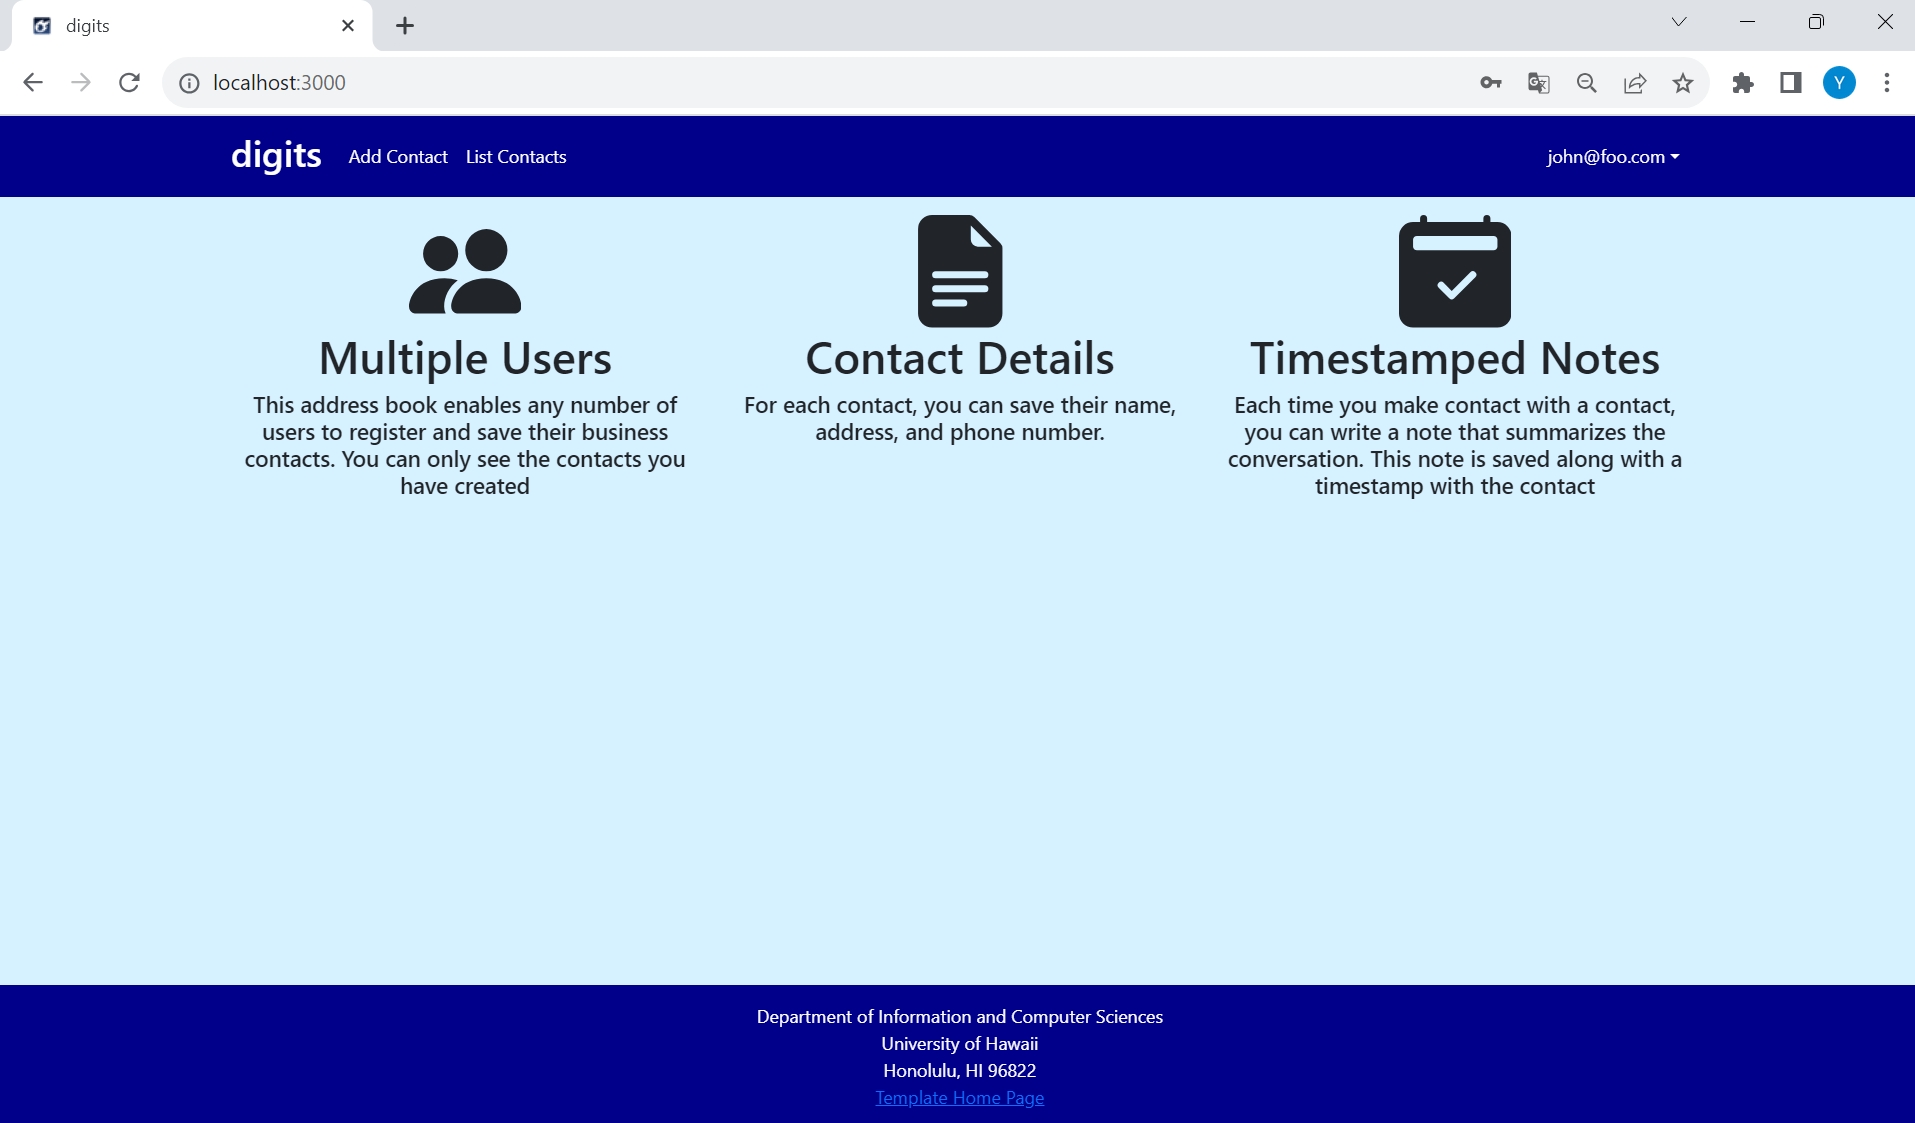 digits
localhost:3000
Y
digits Add Contact List Contacts john@foo.com
Multiple Users
This address book enables any number of
users to register and save their business
contacts. You can only see the contacts you
have created
Contact Details
For each contact, you can save their name,
address, and phone number.
Timestamped Notes
Each time you make contact with a contact,
you can write a note that summarizes the
conversation. This note is saved along with a
timestamp with the contact
Department of Information and Computer Sciences
University of Hawaii
Honolulu, HI 96822
Template Home Page